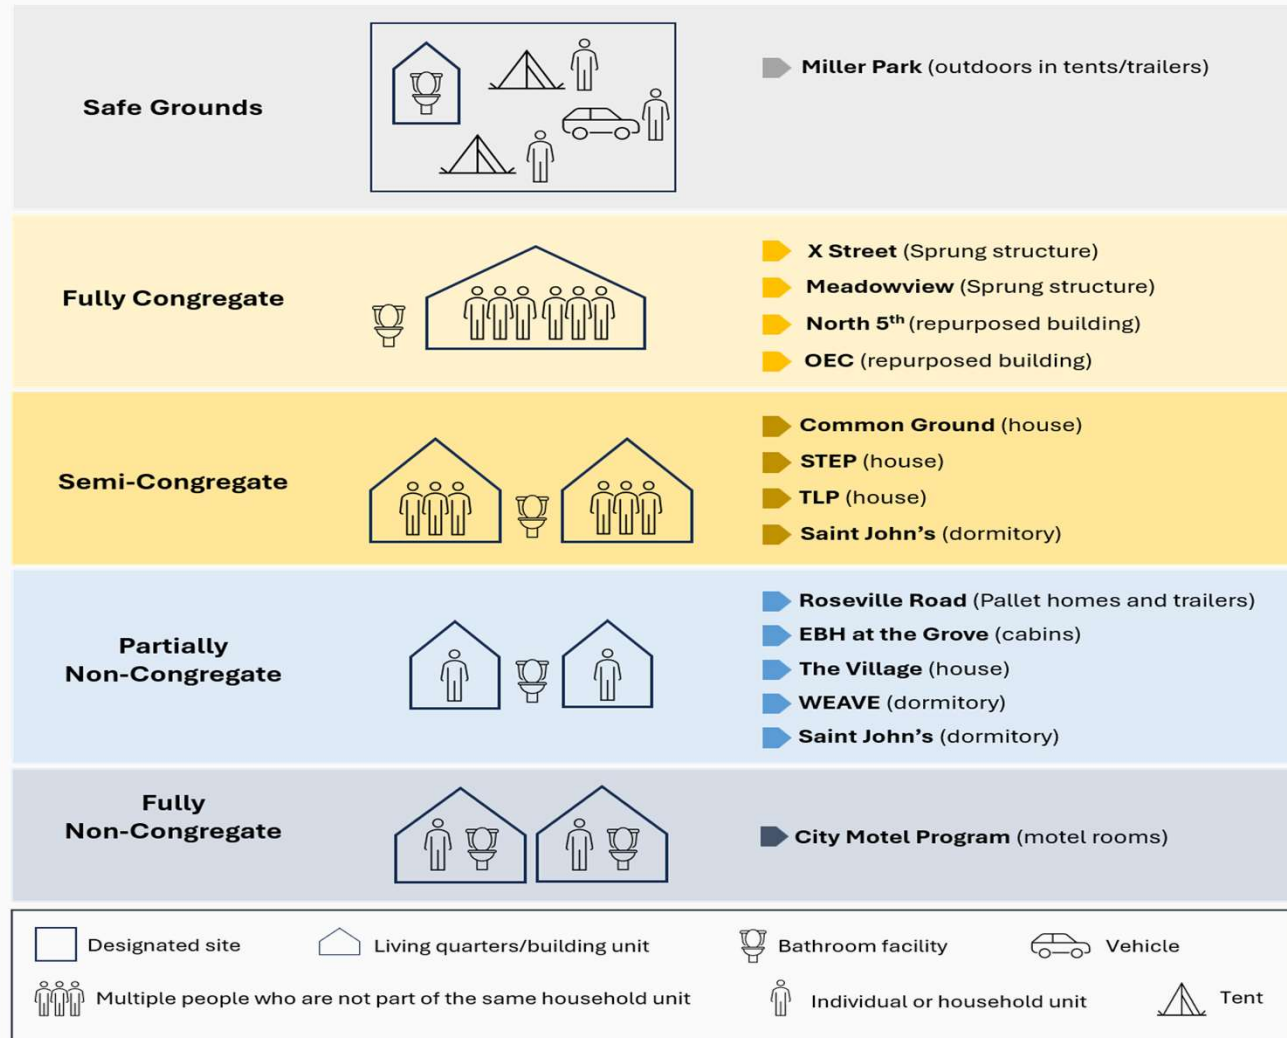 Safe Grounds
Miller Park (outdoors in tents/trailers)
Fully Congregate
X Street (Sprung structure)
Meadowview (Sprung structure)
North 5th (repurposed building)
OEC (repurposed building)
Semi-Congregate
Common Ground (house)
STEP (house)
TLP (house)
Saint John’s (dormitory)
Partially
Non-Congregate
Roseville Road (Pallet homes and trailers)
EBH at the Grove (cabins)
The Village (house)
WEAVE (dormitory)
Saint John’s (dormitory)
Fully
Non-Congregate
City Motel Program (motel rooms)
Designated site
Living quarters/building unit
Bathroom facility
Vehicle
Multiple people who are not part of the same household unit
Individual or household unit
Tent